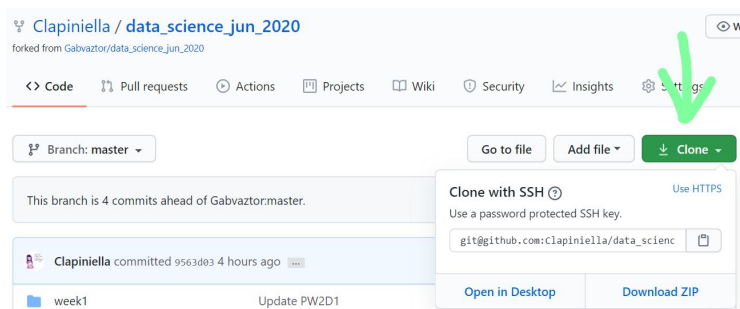 Clapiniella / data_science_jun_2020
W
forked from Gabvaztor/data_science_jun_2020
<> Code Pull requests Actions Projects Wiki Security Insights Settings
Branch: master Go to file Add file Clone
This branch is 4 commits ahead of Gabvaztor:master.
Clone with SSH Use HTTPS
Use a password protected SSH key.
git@github.com:Clapiniella/data_scienc
Clapiniella committed 9563d03 4 hours ago ...
Open in Desktop Download ZIP
week1 Update PW2D1